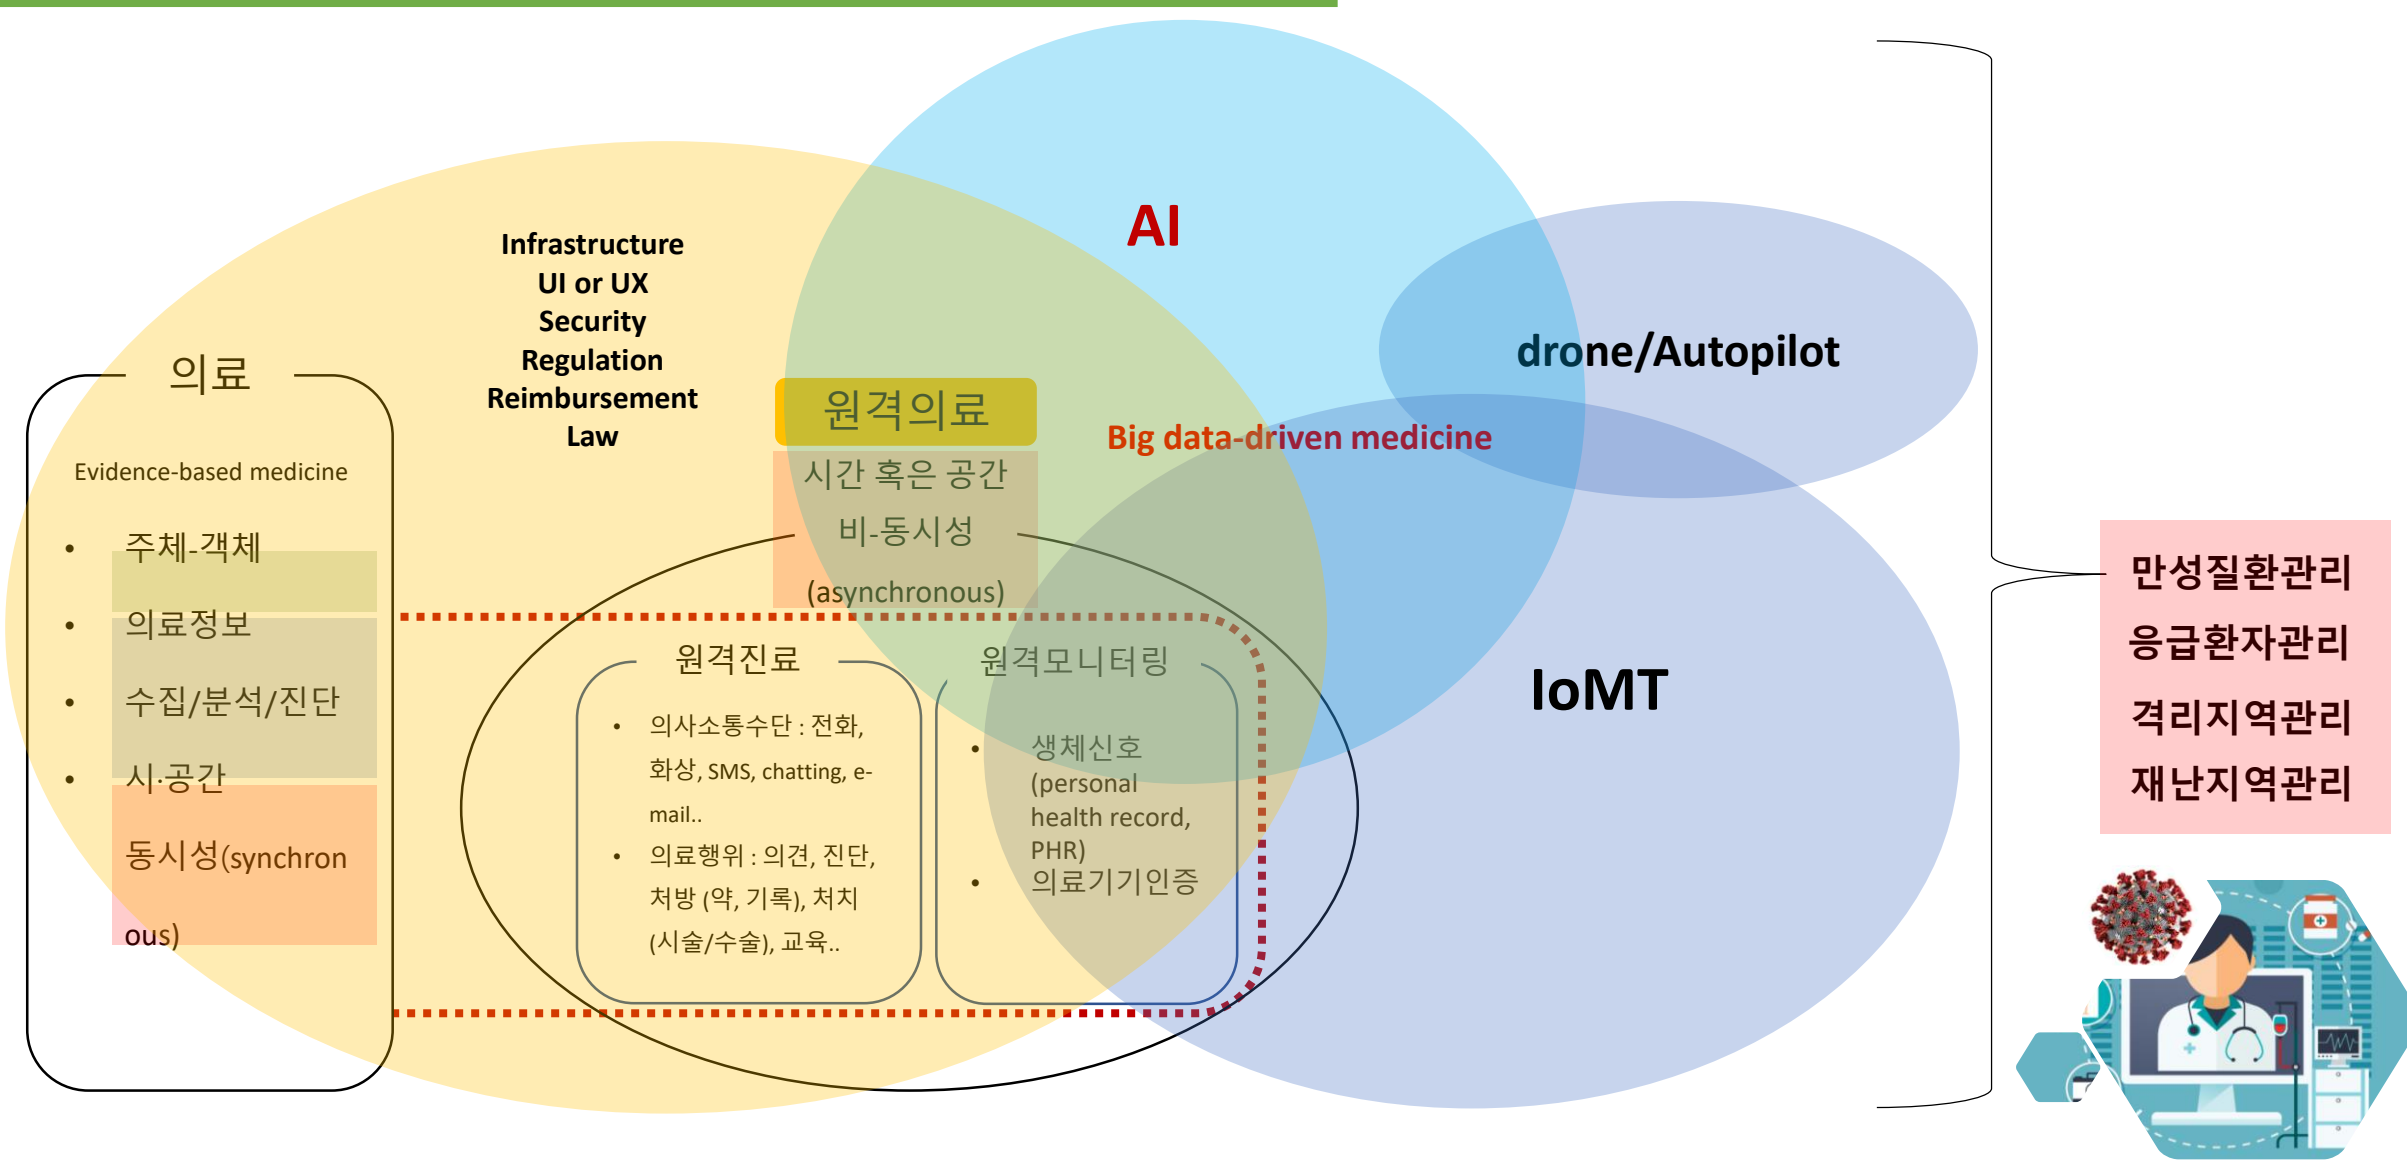 AI
Infrastructure
UI or UX
Security
Regulation
Reimbursement
Law
drone/Autopilot
의료
Evidence-based medicine
• 주체-객체
• 의료정보
• 수집/분석/진단
• 시·공간
동시성(synchron
ous)
원격의료
시간 혹은 공간
비-동시성
(asynchronous)
Big data-driven medicine
원격진료
• 의사소통수단 : 전화,
화상, SMS, chatting, e-
mail..
• 의료행위 : 의견, 진단,
처방 (약, 기록), 처치
(시술/수술), 교육..
원격모니터링
• 생체신호
(personal
health record,
PHR)
• 의료기기인증
IoMT
만성질환관리
응급환자관리
격리지역관리
재난지역관리